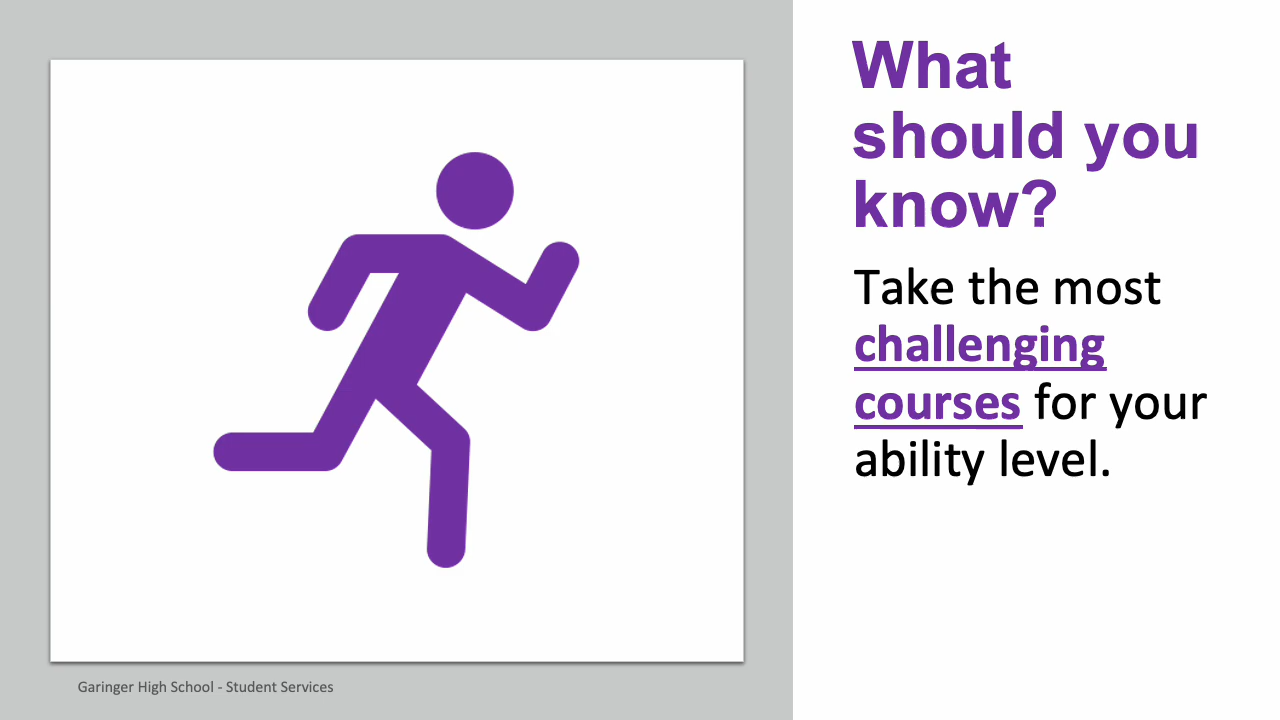 What
should you
know?
Take the most
challenging
courses for your
ability level.
Garinger High School - Student Services